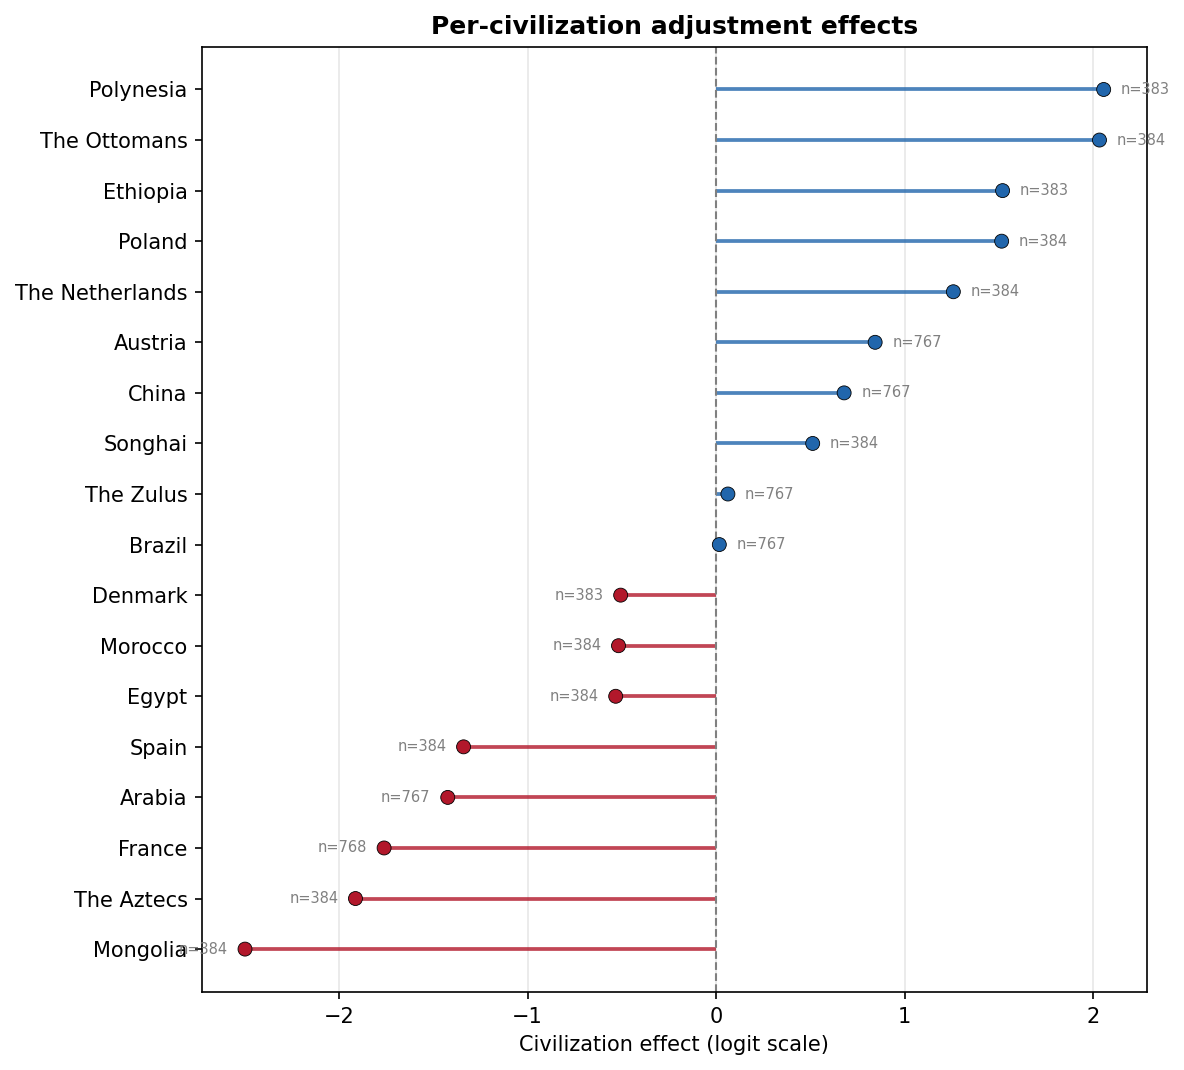 Per-civilization adjustment effects
Polynesia n=383
The Ottomans n=384
Ethiopia n=383
Poland n=384
The Netherlands n=384
Austria n=767
China n=767
Songhai n=384
The Zulus n=767
Brazil n=767
Denmark n=383
Morocco n=384
Egypt n=384
Spain n=384
Arabia n=767
France n=768
The Aztecs n=384
Mongolia n=384
−2 −1 0 1 2
Civilization effect (logit scale)